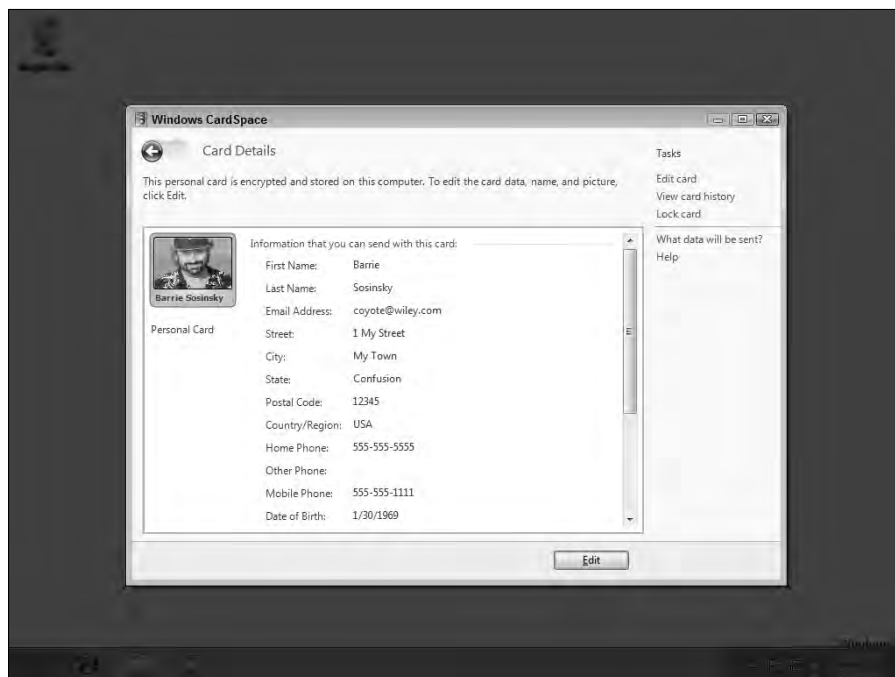 Windows CardSpace
Card Details
This personal card is encrypted and stored on this computer. To edit the card data, name, and picture,
click Edit.
Barrie Sosinsky
Personal Card
Information that you can send with this card:
First Name: Barrie
Last Name: Sosinsky
Email Address: coyote@wiley.com
Street: 1 My Street
City: My Town
State: Confusion
Postal Code: 12345
Country/Region: USA
Home Phone: 555-555-5555
Other Phone:
Mobile Phone: 555-555-1111
Date of Birth: 1/30/1969
Tasks
Edit card
View card history
Lock card
What data will be sent?
Help
Edit